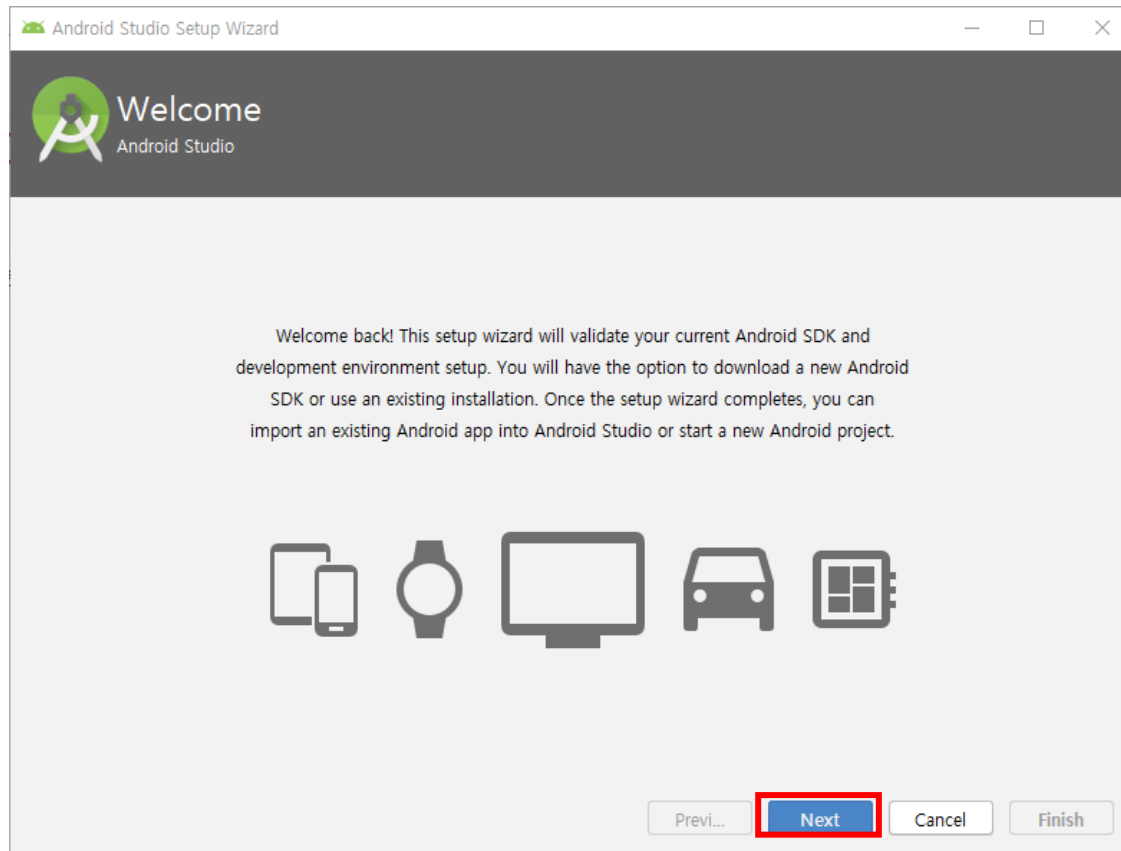 Android Studio Setup Wizard
Welcome
Android Studio
Welcome back! This setup wizard will validate your current Android SDK and
development environment setup. You will have the option to download a new Android
SDK or use an existing installation. Once the setup wizard completes, you can
import an existing Android app into Android Studio or start a new Android project.
Previ... Next Cancel Finish